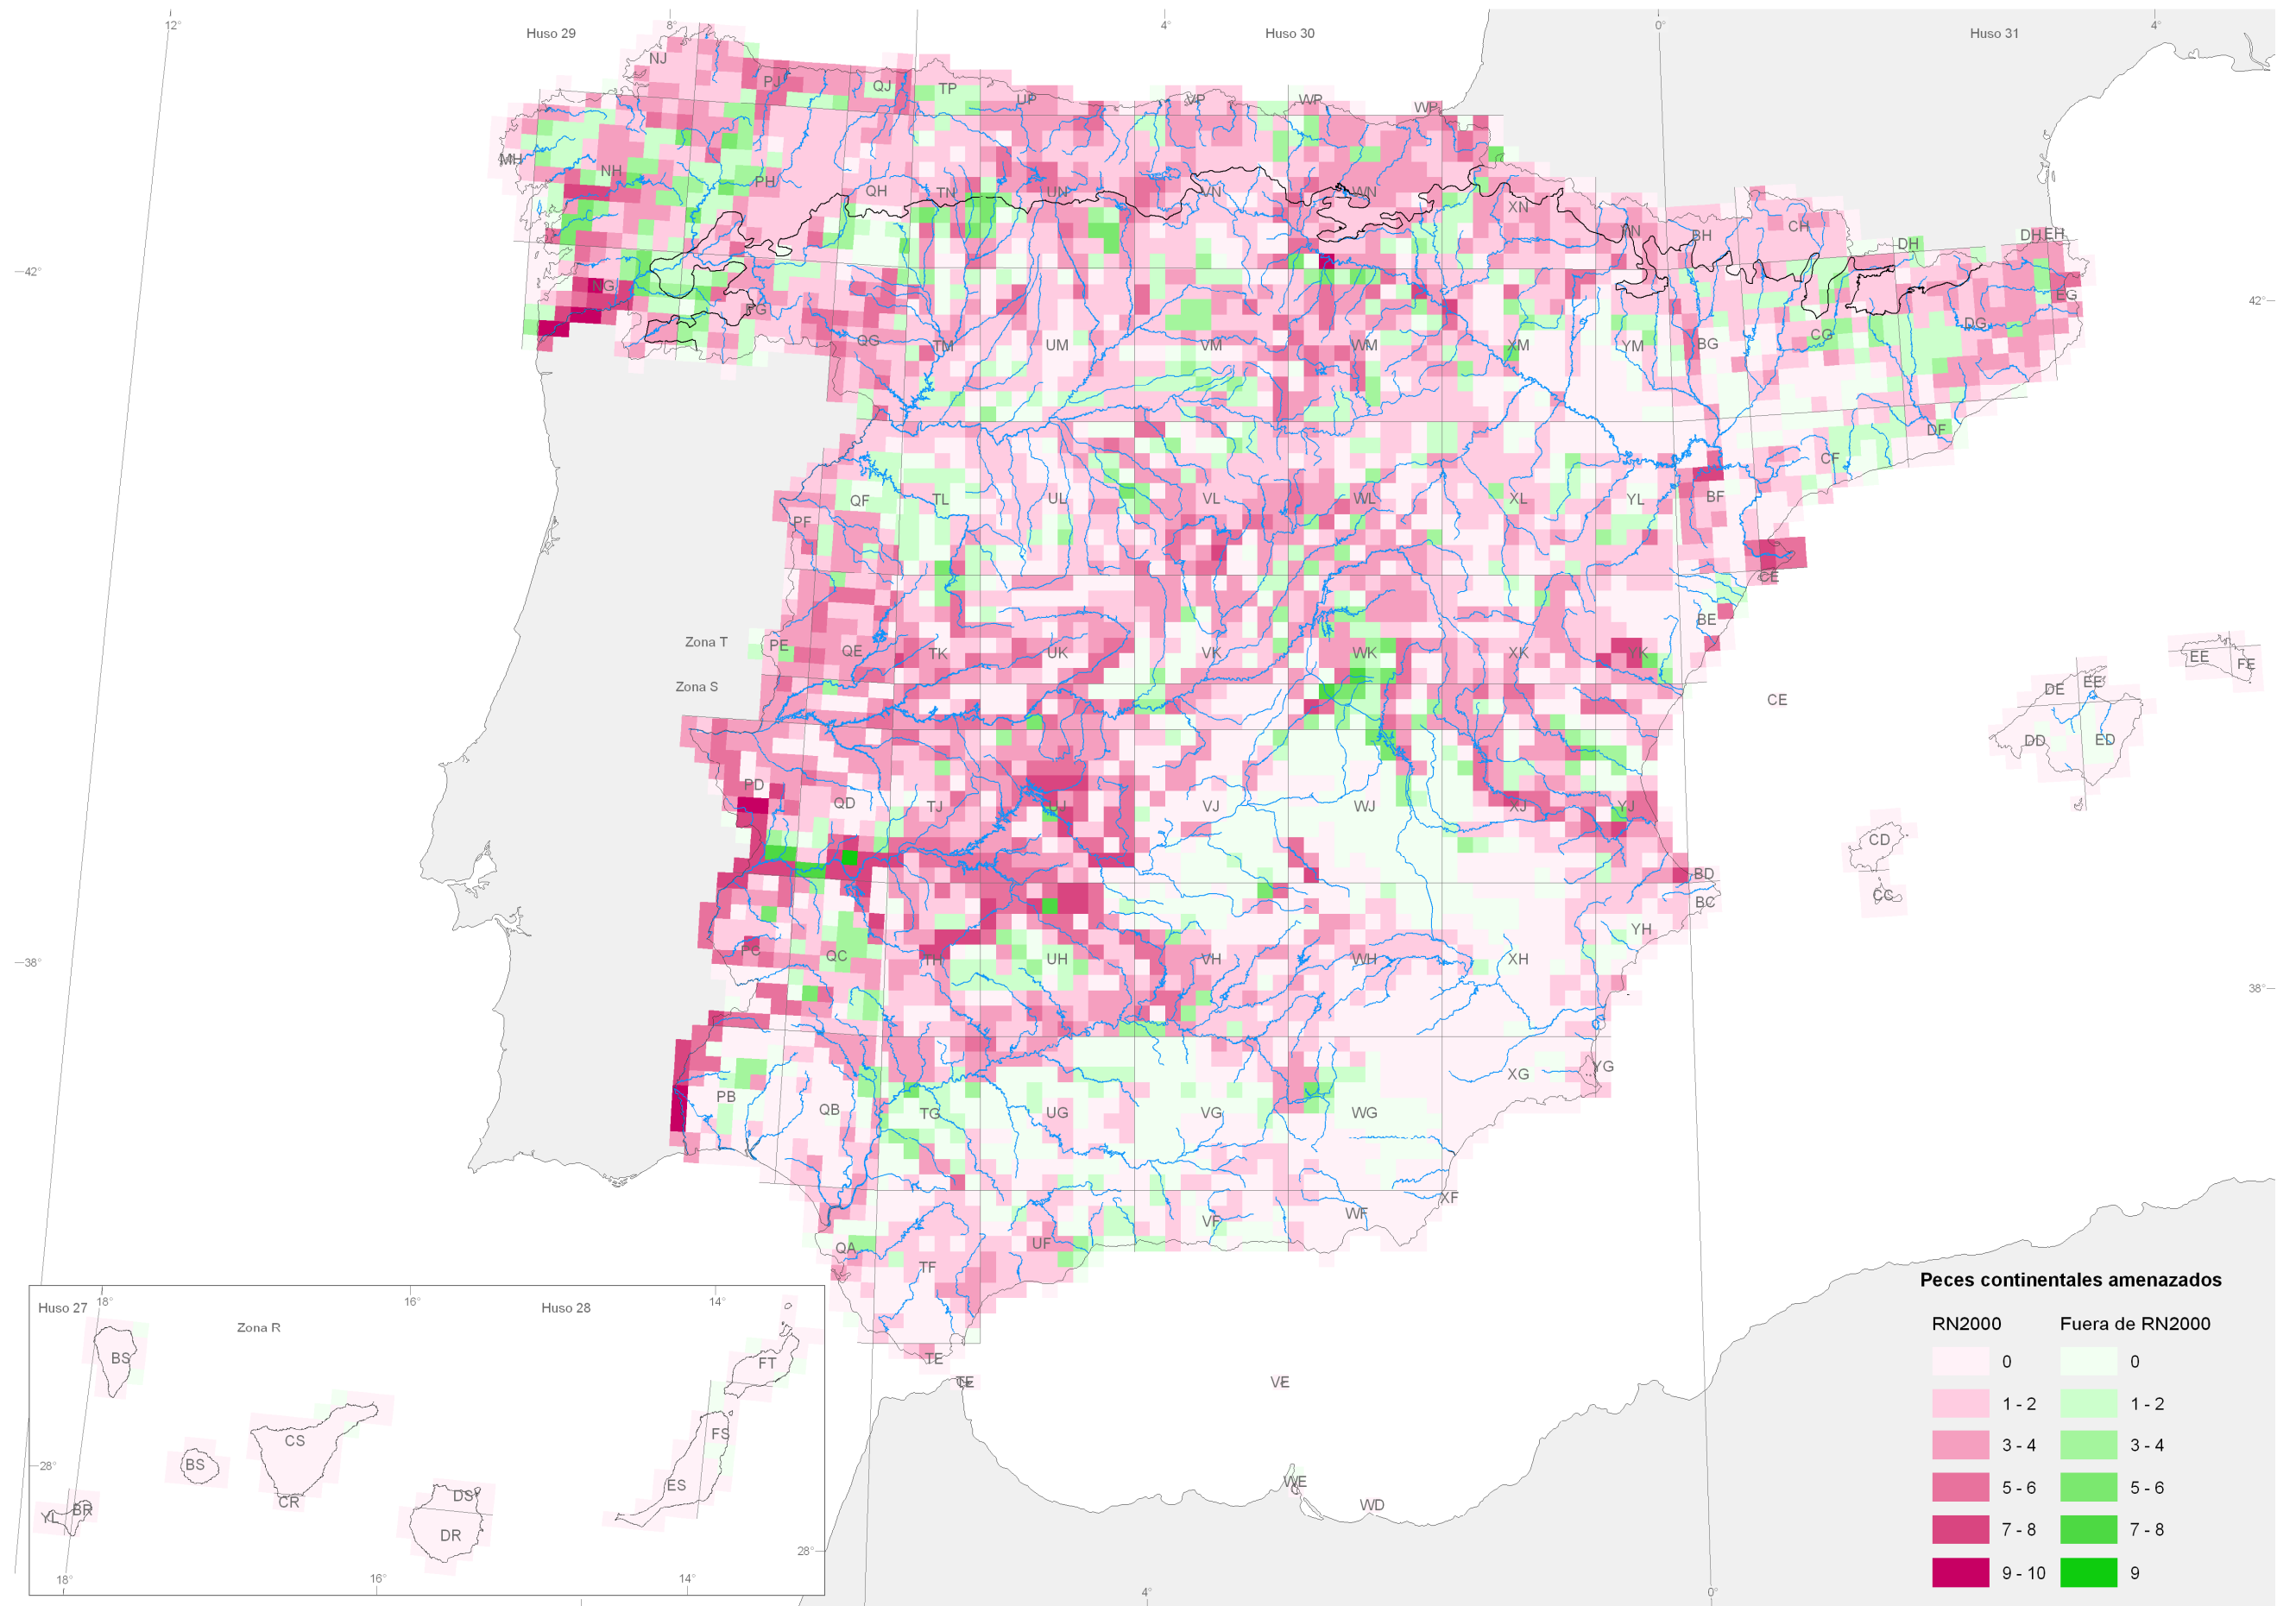 12°
8°
4°
0°
4°
Huso 29
Huso 30
Huso 31
NJ
PJ
QJ
TP
UP
VP
WP
WP
MH
NH
PH
QH
TN
UN
VN
WN
XN
YN
BH
CH
DH
DH
EH
42°
42°
NG
PG
QG
TM
UM
VM
WM
XM
YM
BG
CG
DG
EG
QF
PF
TL
UL
VL
WL
XL
YL
BF
CF
DF
CE
BE
Zona T
PE
QE
TK
UK
VK
WK
XK
YK
Zona S
CE
EE
FE
DE
EE
DD
ED
PD
QD
TJ
UJ
VJ
WJ
XJ
YJ
CD
CC
BD
BC
38°
38°
PC
QC
TH
UH
VH
WH
XH
YH
PB
QB
TG
UG
VG
WG
XG
YG
QA
TF
UF
VF
WF
XF
TE
TE
VE
WE
WD
4°
0°
Huso 27
18°
16°
Huso 28
14°
Zona R
BS
BS
CS
CR
YL
BR
DS
DR
ES
FS
FT
28°
28°
18°
16°
14°
Peces continentales amenazados
RN2000 Fuera de RN2000
0 0
1 - 2 1 - 2
3 - 4 3 - 4
5 - 6 5 - 6
7 - 8 7 - 8
9 - 10 9